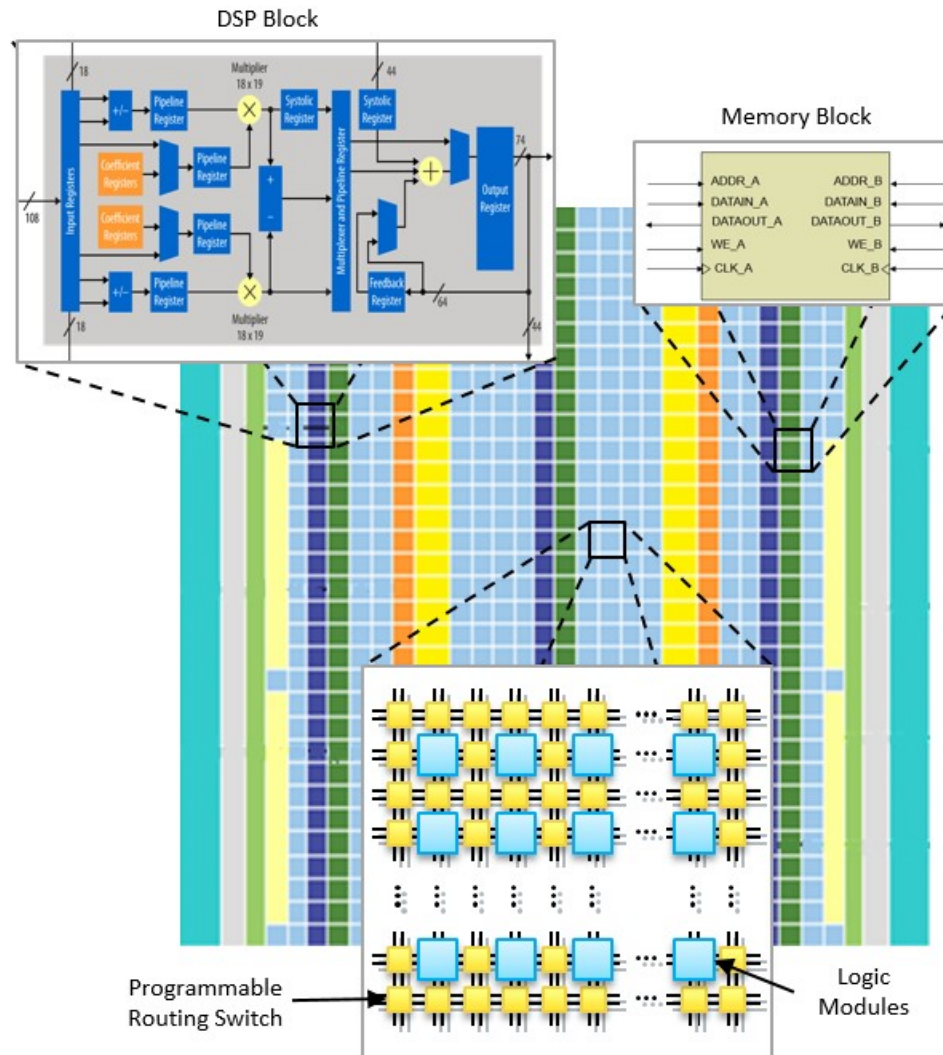 DSP Block
18
44
Multiplier
18 x 19
+/−
Pipeline
Register
Systolic
Register
Systolic
Register
74
Coefficient
Registers
Pipeline
Register
+
−
+
Input Registers
108
Multiplexer and Pipeline Register
Output
Register
Coefficient
Registers
Pipeline
Register
+/−
Pipeline
Register
Feedback
Register
64
Multiplier
18 x 19
18
44
Memory Block
ADDR_A ADDR_B
DATAIN_A DATAIN_B
DATAOUT_A DATAOUT_B
WE_A WE_B
CLK_A CLK_B
Programmable
Routing Switch
Logic
Modules